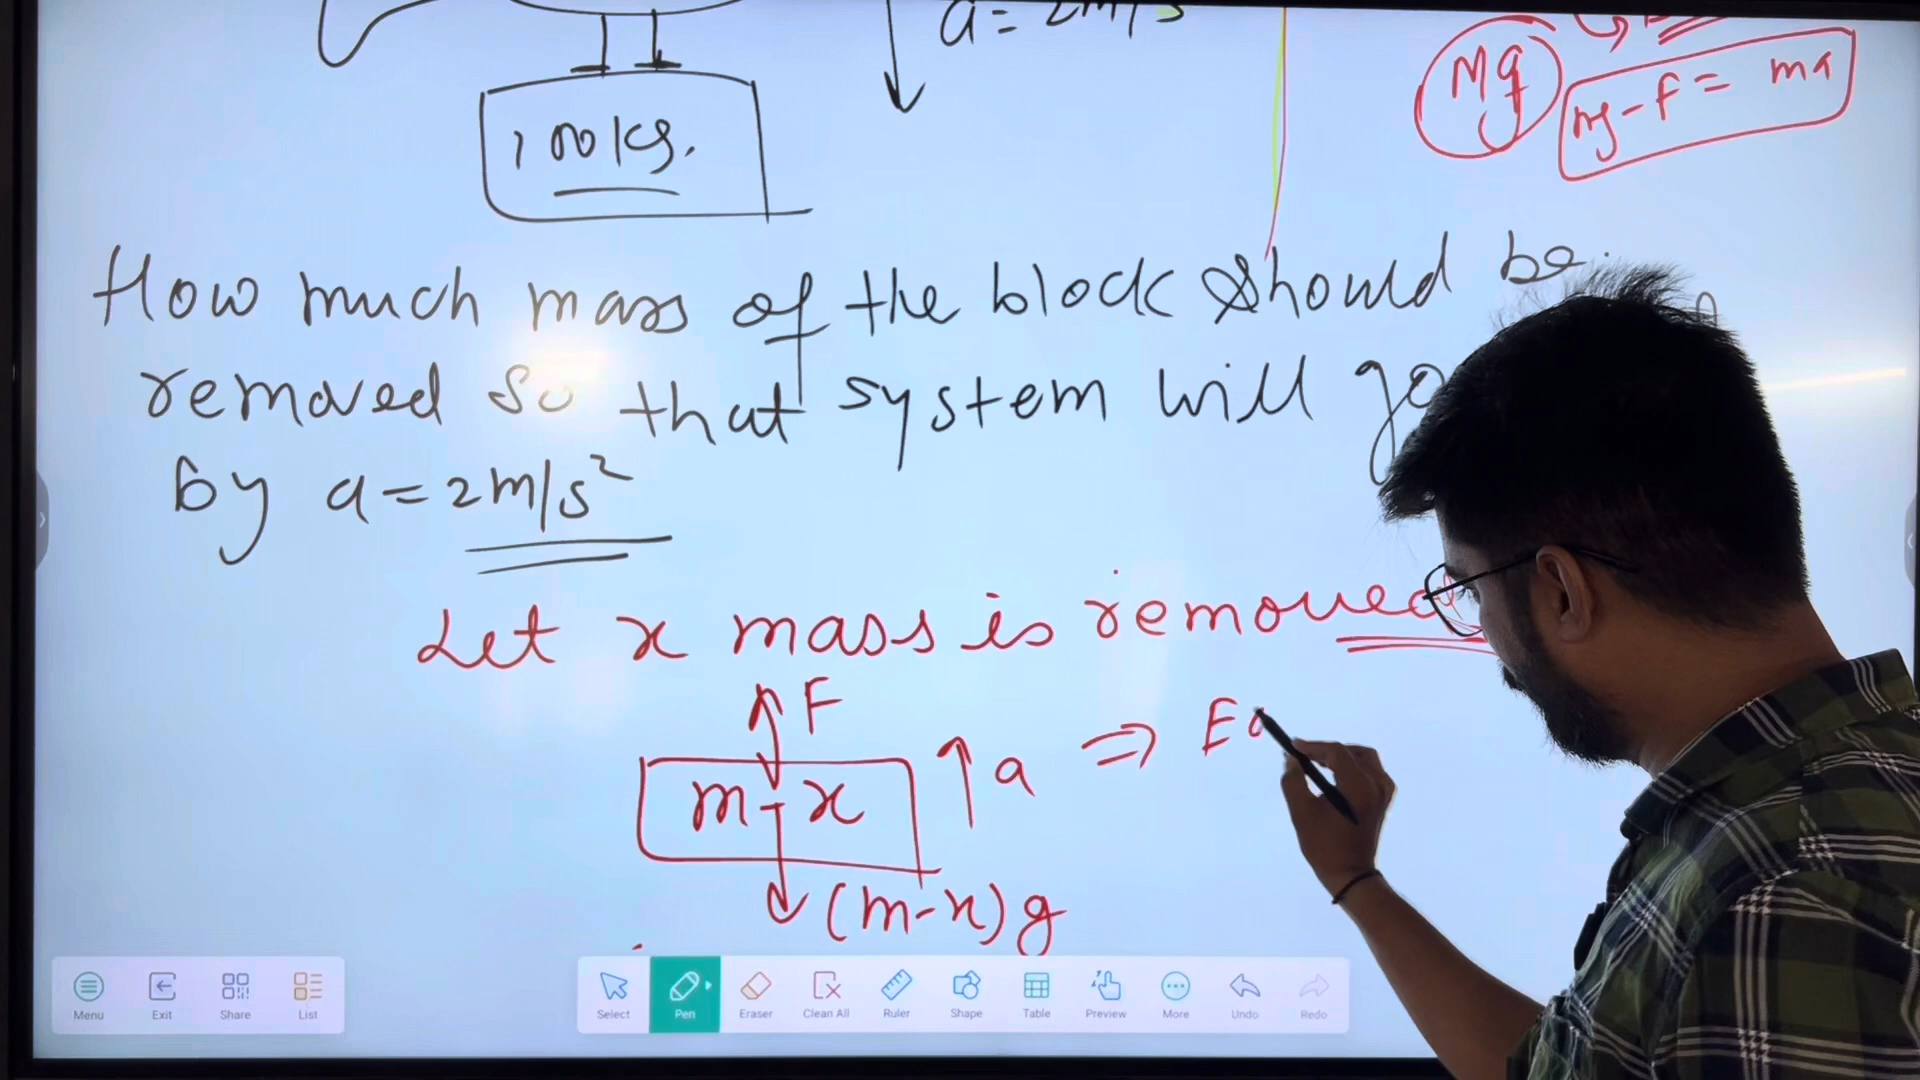 a = 2m/s
100kg.
Mg
mg - f = ma
How much mass of the block should be
removed so that system will go
by a = 2m/s²
Let x mass is removed
F
m - x
a ⇒ Eq
(m-x)g
Menu
Exit
Share
List
Select
Pen
Eraser
Clean All
Ruler
Shape
Table
Preview
More
Undo
Redo